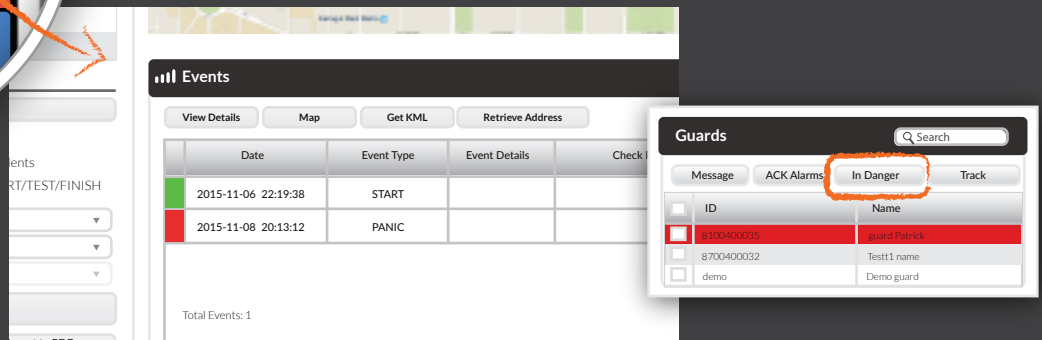 Events
View Details Map Get KML Retrieve Address
Date Event Type Event Details Check
2015-11-06 22:19:38 START
2015-11-08 20:13:12 PANIC
Total Events: 1
ents
RT/TEST/FINISH
Guards Search
Message ACK Alarms In Danger Track
ID Name
8100400035 guard Patrick
8700400032 Testt1 name
demo Demo guard